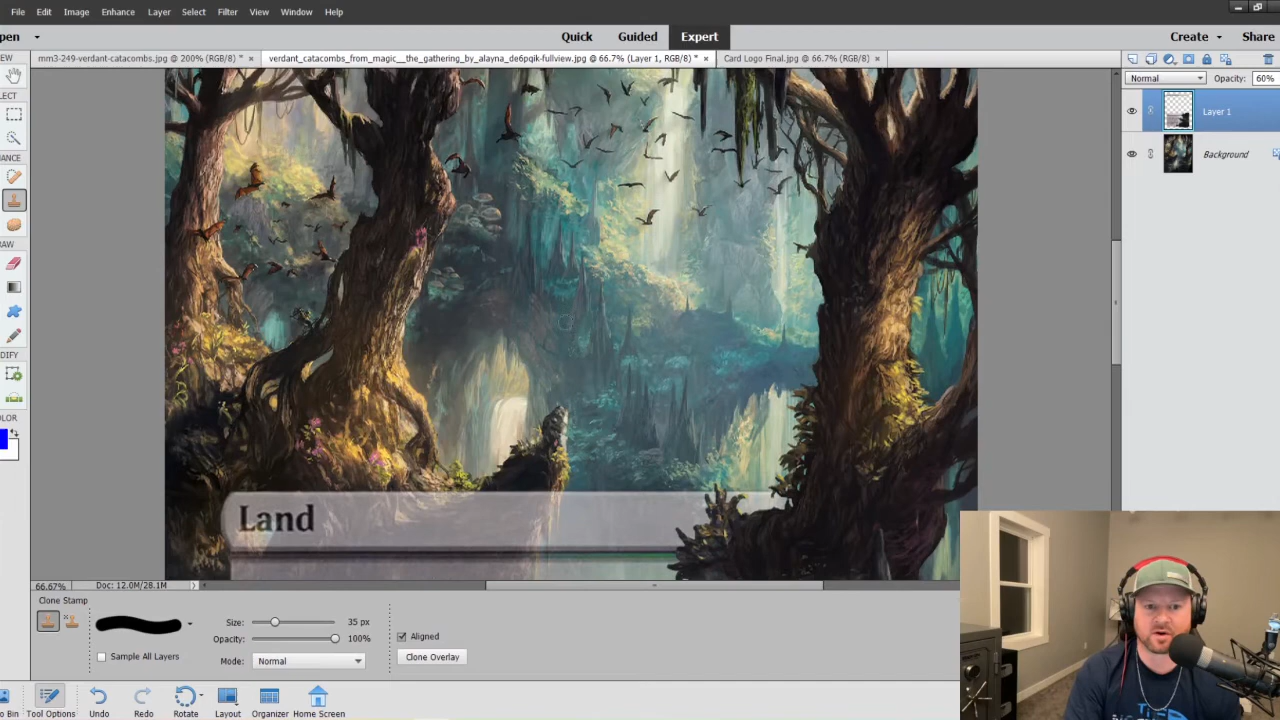 File Edit Image Enhance Layer Select Filter View Window Help
pen Quick Guided Expert Create Share
mm3-249-verdant-catacombs.jpg @ 200% (RGB/8) * × verdant_catacombs_from_magic__the_gathering_by_alayna_de6pqik-fullview.jpg @ 66.7% (Layer 1, RGB/8) * × Card Logo Final.jpg @ 66.7% (RGB/8) ×
EW
Normal Opacity: 60%
LECT
Layer 1
Background
HANCE
RAW
DIFY
COLOR
Land
66.67% Doc: 12.0M/28.1M
Clone Stamp
Size: 35 px
Opacity: 100%
Aligned
Sample All Layers
Mode: Normal
Clone Overlay
o Bin Tool Options Undo Redo Rotate Layout Organizer Home Screen